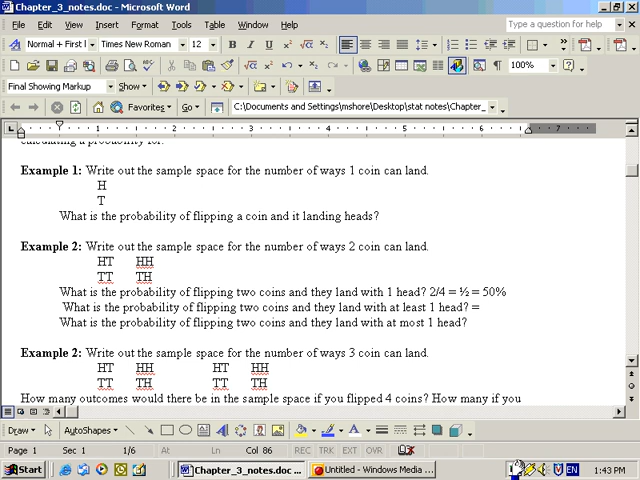 Chapter_3_notes.doc - Microsoft Word
File Edit View Insert Format Tools Table Window Help Type a question for help
Normal + First l Times New Roman 12 B I U
100%
Final Showing Markup Show
Favorites Go C:\Documents and Settings\mshore\Desktop\stat notes\Chapter_
1 2 3 4 5 6 7
calculating a probability for.
Example 1: Write out the sample space for the number of ways 1 coin can land.
H
T
What is the probability of flipping a coin and it landing heads?
Example 2: Write out the sample space for the number of ways 2 coin can land.
HT HH
TT TH
What is the probability of flipping two coins and they land with 1 head? 2/4 = ½ = 50%
What is the probability of flipping two coins and they land with at least 1 head? =
What is the probability of flipping two coins and they land with at most 1 head?
Example 2: Write out the sample space for the number of ways 3 coin can land.
HT HH HT HH
TT TH TT TH
How many outcomes would there be in the sample space if you flipped 4 coins? How many if you
Draw AutoShapes
Page 1 Sec 1 1/6 Col 86 REC TRK EXT OVR
Start Chapter_3_notes.doc ... Untitled - Windows Media ... EN 1:43 PM